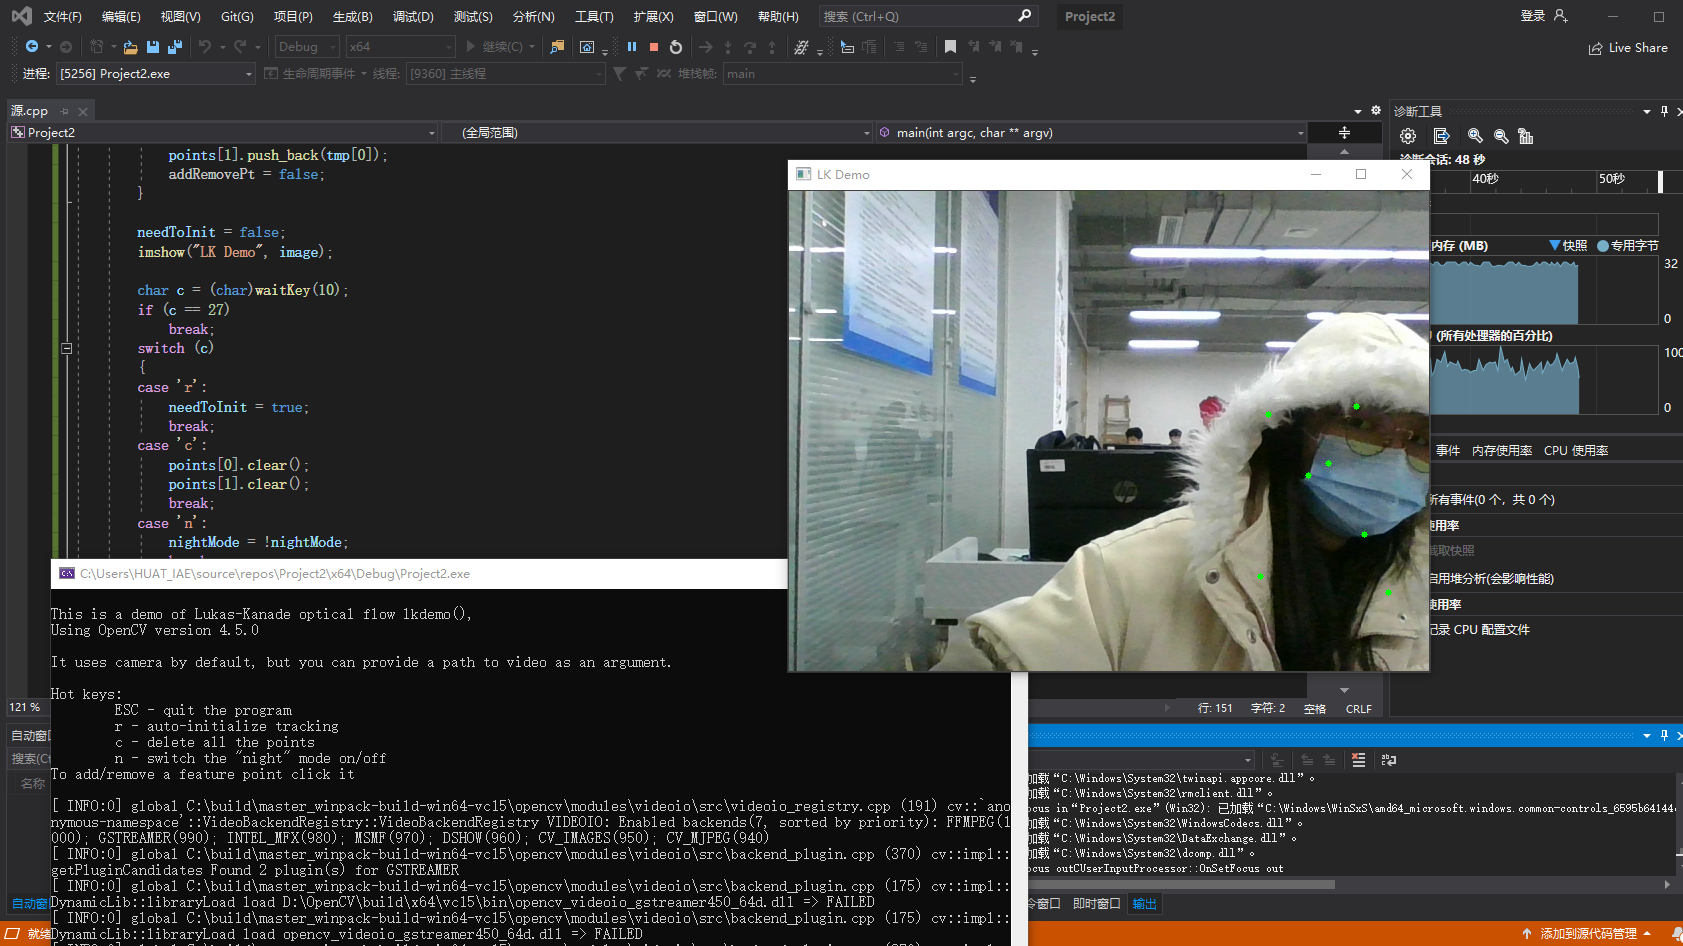 文件(F) 编辑(E) 视图(V) Git(G) 项目(P) 生成(B) 调试(D) 测试(S) 分析(N) 工具(T) 扩展(X) 窗口(W) 帮助(H) 搜索 (Ctrl+Q) Project2 登录
Debug x64 继续(C) Live Share
进程: [5256] Project2.exe 生命周期事件 线程: [9360] 主线程 堆栈帧: main
源.cpp
Project2 (全局范围) main(int argc, char ** argv)
points[1].push_back(tmp[0]);
addRemovePt = false;
}
needToInit = false;
imshow("LK Demo", image);
char c = (char)waitKey(10);
if (c == 27)
break;
switch (c)
{
case 'r':
needToInit = true;
break;
case 'c':
points[0].clear();
points[1].clear();
break;
case 'n':
nightMode = !nightMode;
121 %
行: 151 字符: 2 空格 CRLF
LK Demo
hp
诊断工具
诊断会话: 48 秒
40秒 50秒
内存 (MB) 快照 专用字节
32
0
(所有处理器的百分比)
100
0
事件 内存使用率 CPU 使用率
所有事件(0 个, 共 0 个)
使用率
截取快照
启用堆分析(会影响性能)
使用率
记录 CPU 配置文件
自动窗口
搜索(Ct
名称
自动窗
C:\Users\HUAT_IAE\source\repos\Project2\x64\Debug\Project2.exe
This is a demo of Lukas-Kanade optical flow lkdemo(),
Using OpenCV version 4.5.0
It uses camera by default, but you can provide a path to video as an argument.
Hot keys:
ESC - quit the program
r - auto-initialize tracking
c - delete all the points
n - switch the "night" mode on/off
To add/remove a feature point click it
[ INFO:0] global C:\build\master_winpack-build-win64-vc15\opencv\modules\videoio\src\videoio_registry.cpp (191) cv::`ano
nymous-namespace'::VideoBackendRegistry::VideoBackendRegistry VIDEOIO: Enabled backends(7, sorted by priority): FFMPEG(1
000); GSTREAMER(990); INTEL_MFX(980); MSMF(970); DSHOW(960); CV_IMAGES(950); CV_MJPEG(940)
[ INFO:0] global C:\build\master_winpack-build-win64-vc15\opencv\modules\videoio\src\backend_plugin.cpp (370) cv::impl::
getPluginCandidates Found 2 plugin(s) for GSTREAMER
[ INFO:0] global C:\build\master_winpack-build-win64-vc15\opencv\modules\videoio\src\backend_plugin.cpp (175) cv::impl::
DynamicLib::libraryLoad load D:\OpenCV\build\x64\vc15\bin\opencv_videoio_gstreamer450_64d.dll => FAILED
[ INFO:0] global C:\build\master_winpack-build-win64-vc15\opencv\modules\videoio\src\backend_plugin.cpp (175) cv::impl::
DynamicLib::libraryLoad load opencv_videoio_gstreamer450_64d.dll => FAILED
加载“C:\Windows\System32\twinapi.appcore.dll”。
加载“C:\Windows\System32\rmclient.dll”。
ocus in“Project2.exe”(Win32): 已加载“C:\Windows\WinSxS\amd64_microsoft.windows.common-controls_6595b64144c
加载“C:\Windows\System32\WindowsCodecs.dll”。
加载“C:\Windows\System32\DataExchange.dll”。
加载“C:\Windows\System32\dcomp.dll”。
ocus outCUserInputProcessor::OnSetFocus out
令窗口 即时窗口 输出
就绪 添加到源代码管理